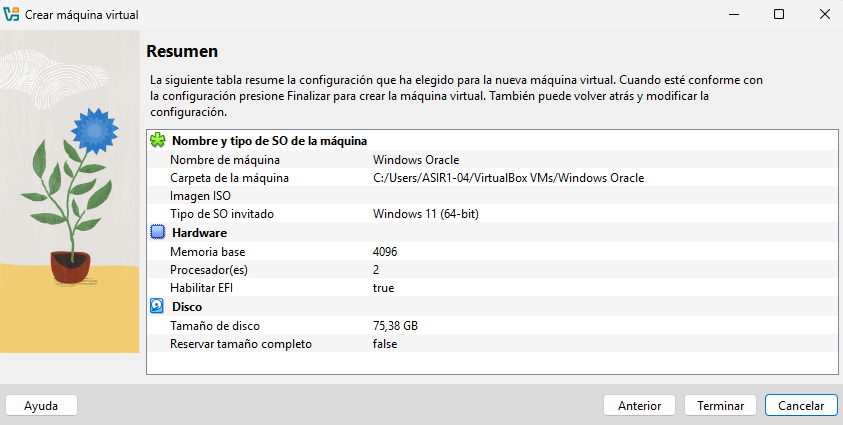 Crear máquina virtual
Resumen
La siguiente tabla resume la configuración que ha elegido para la nueva máquina virtual. Cuando esté conforme con
la configuración presione Finalizar para crear la máquina virtual. También puede volver atrás y modificar la
configuración.
Nombre y tipo de SO de la máquina
Nombre de máquina Windows Oracle
Carpeta de la máquina C:/Users/ASIR1-04/VirtualBox VMs/Windows Oracle
Imagen ISO
Tipo de SO invitado Windows 11 (64-bit)
Hardware
Memoria base 4096
Procesador(es) 2
Habilitar EFI true
Disco
Tamaño de disco 75,38 GB
Reservar tamaño completo false
Ayuda Anterior Terminar Cancelar